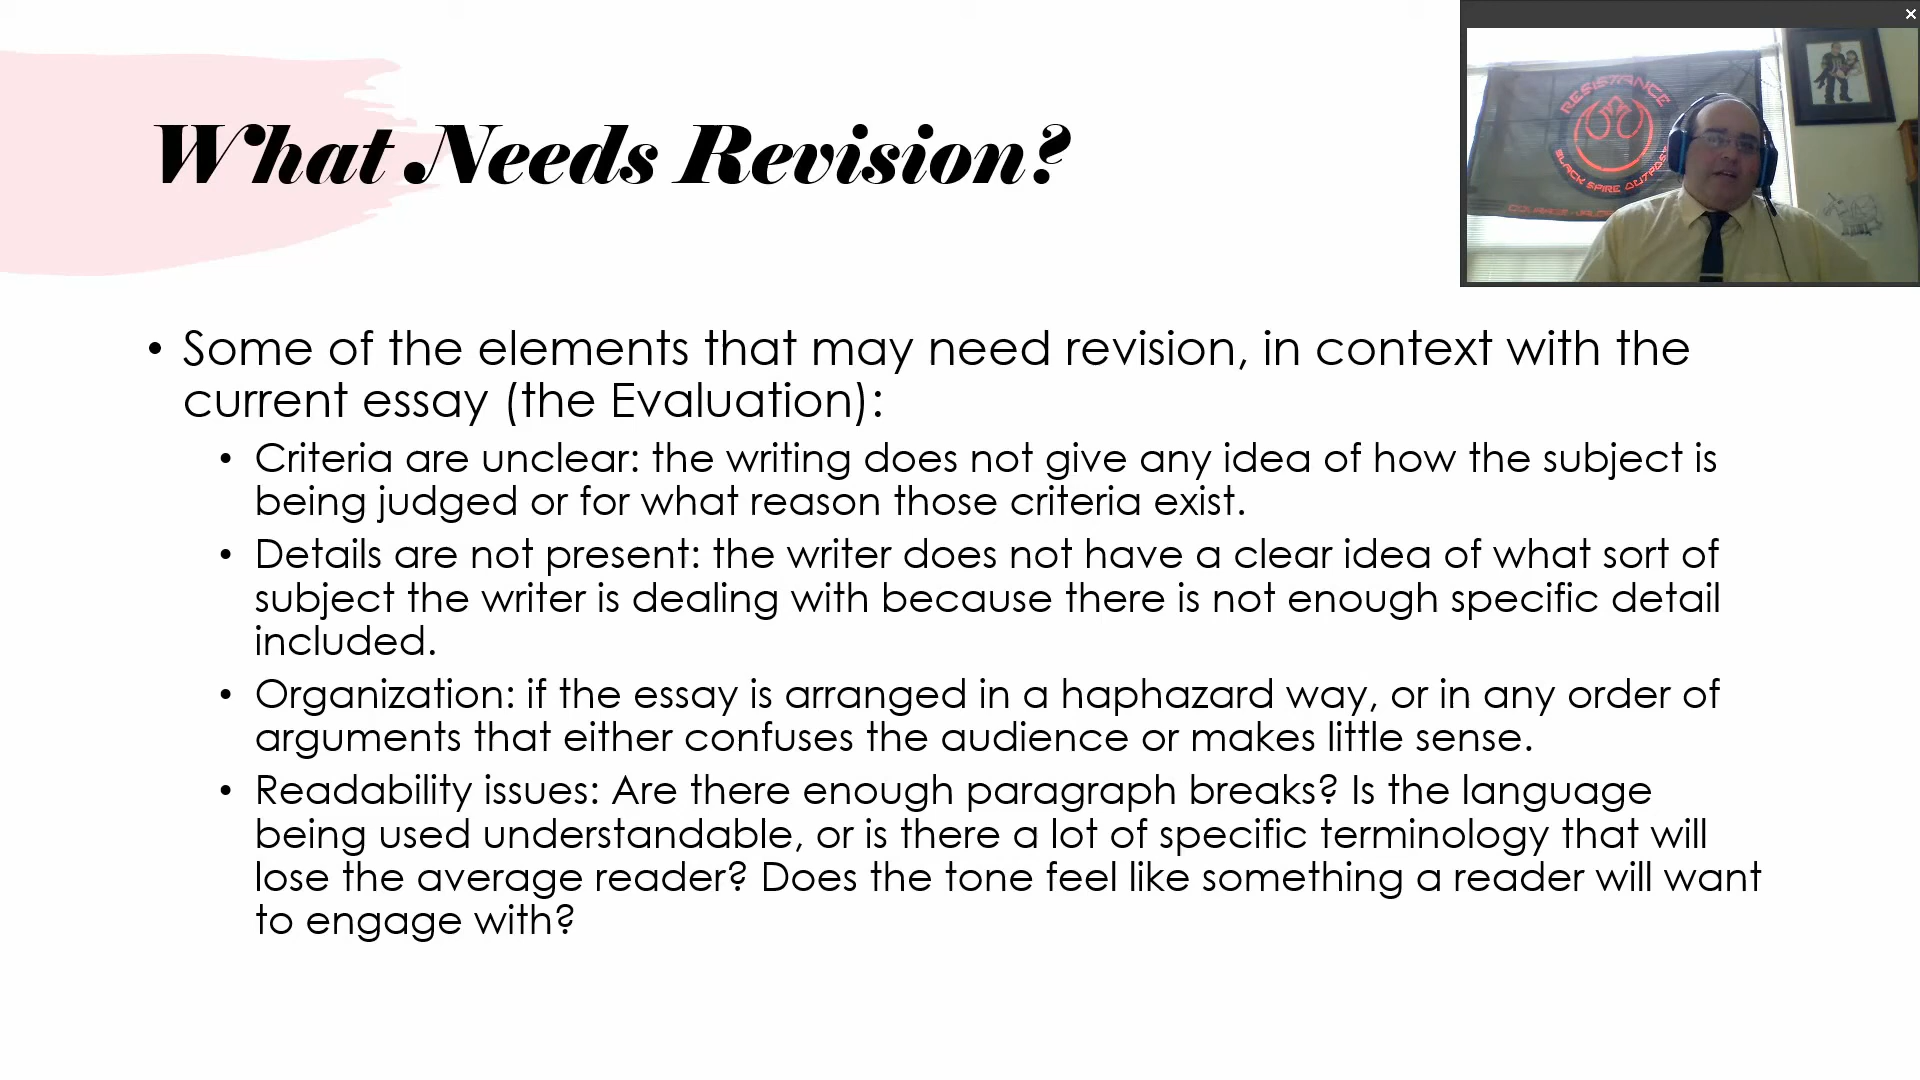 What Needs Revision?
RESISTANCE
BLACK SPIRE OUTPOST
• Some of the elements that may need revision, in context with the
current essay (the Evaluation):
• Criteria are unclear: the writing does not give any idea of how the subject is
being judged or for what reason those criteria exist.
• Details are not present: the writer does not have a clear idea of what sort of
subject the writer is dealing with because there is not enough specific detail
included.
• Organization: if the essay is arranged in a haphazard way, or in any order of
arguments that either confuses the audience or makes little sense.
• Readability issues: Are there enough paragraph breaks? Is the language
being used understandable, or is there a lot of specific terminology that will
lose the average reader? Does the tone feel like something a reader will want
to engage with?